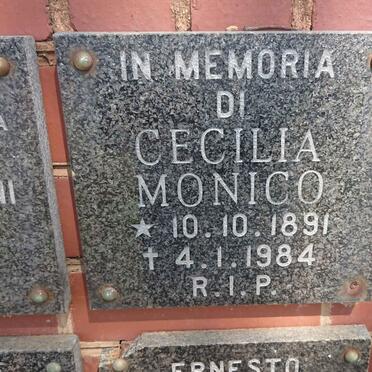 IN MEMORIA
DI
CECILIA
MONICO
★ 10.10.1891
✝ 4.1.1984
R.I.P.
ERNESTO